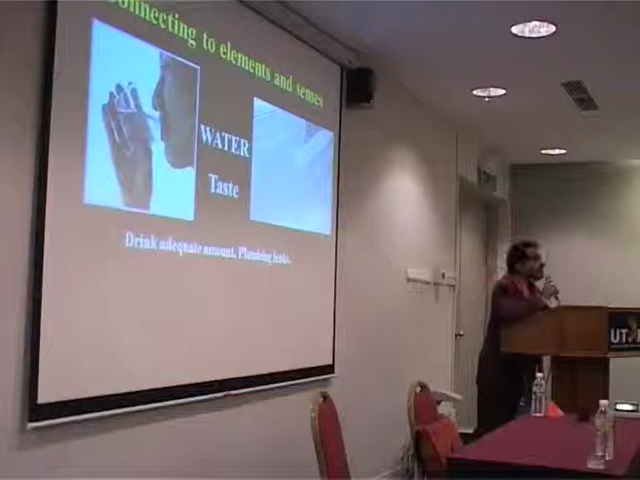 Connecting to elements and senses
WATER
Taste
Drink adequate amount. Plumbing leaks.
UT